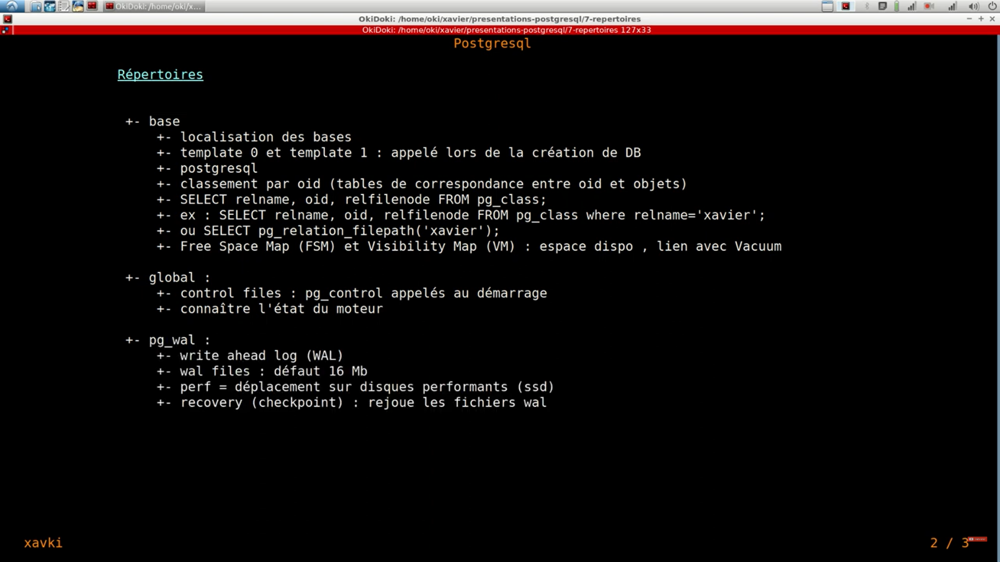 OkiDoki: /home/oki/x...
OkiDoki: /home/oki/xavier/presentations-postgresql/7-repertoires
OkiDoki: /home/oki/xavier/presentations-postgresql/7-repertoires 127x33
Postgresql
Répertoires
+- base
+- localisation des bases
+- template 0 et template 1 : appelé lors de la création de DB
+- postgresql
+- classement par oid (tables de correspondance entre oid et objets)
+- SELECT relname, oid, relfilenode FROM pg_class;
+- ex : SELECT relname, oid, relfilenode FROM pg_class where relname='xavier';
+- ou SELECT pg_relation_filepath('xavier');
+- Free Space Map (FSM) et Visibility Map (VM) : espace dispo , lien avec Vacuum
+- global :
+- control files : pg_control appelés au démarrage
+- connaître l'état du moteur
+- pg_wal :
+- write ahead log (WAL)
+- wal files : défaut 16 Mb
+- perf = déplacement sur disques performants (ssd)
+- recovery (checkpoint) : rejoue les fichiers wal
xavki
2 / 3